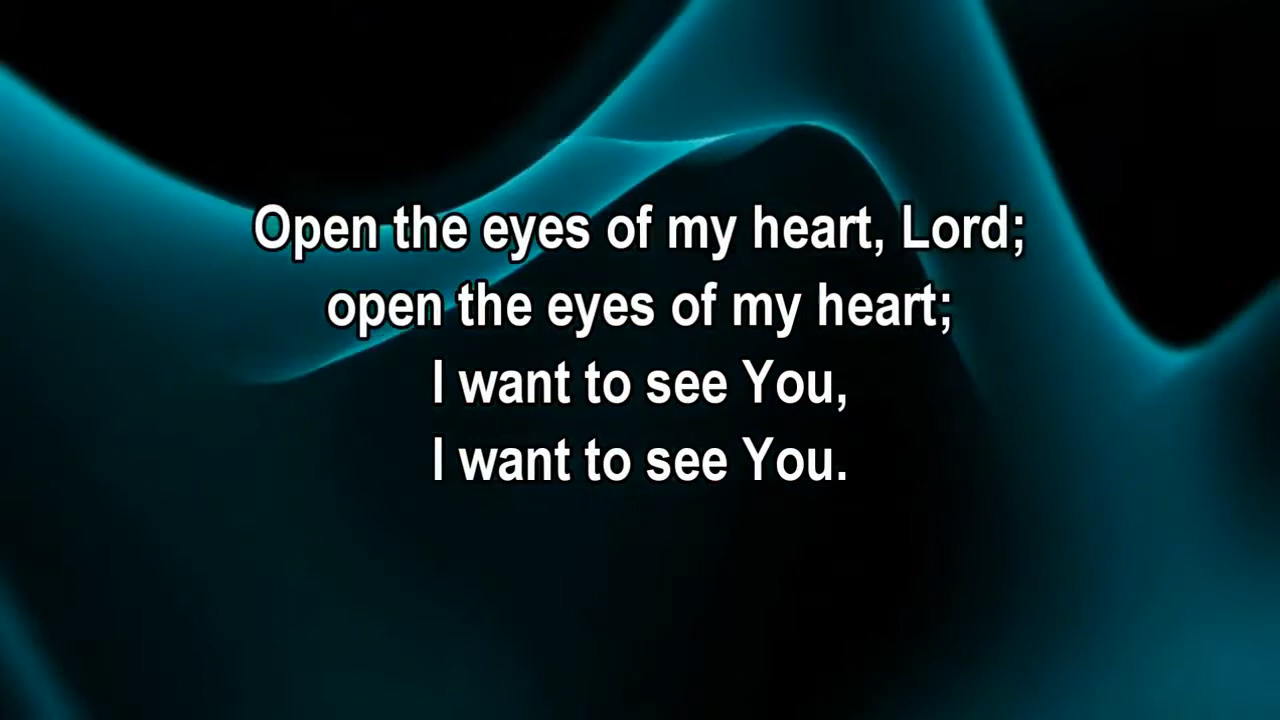 Open the eyes of my heart, Lord;
open the eyes of my heart;
I want to see You,
I want to see You.